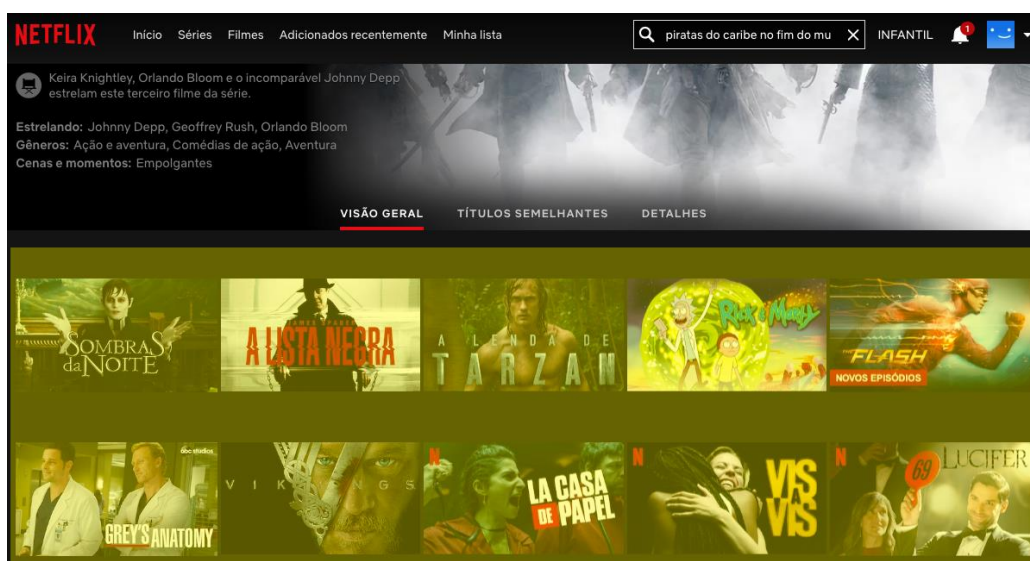 NETFLIX Início Séries Filmes Adicionados recentemente Minha lista piratas do caribe no fim do mu INFANTIL 1
Keira Knightley, Orlando Bloom e o incomparável Johnny Depp
estrelam este terceiro filme da série.
Estrelando: Johnny Depp, Geoffrey Rush, Orlando Bloom
Gêneros: Ação e aventura, Comédias de ação, Aventura
Cenas e momentos: Empolgantes
VISÃO GERAL TÍTULOS SEMELHANTES DETALHES
SOMBRAS
da NOITE
JAMES SPADER
A LISTA NEGRA
A LENDA DE
TARZAN
Rick e Morty
FLASH
NOVOS EPISÓDIOS
abc studios
GREY'S ANATOMY
VIKINGS
N
LA CASA
DE PAPEL
N
VIS
VIS
N
69
LUCIFER